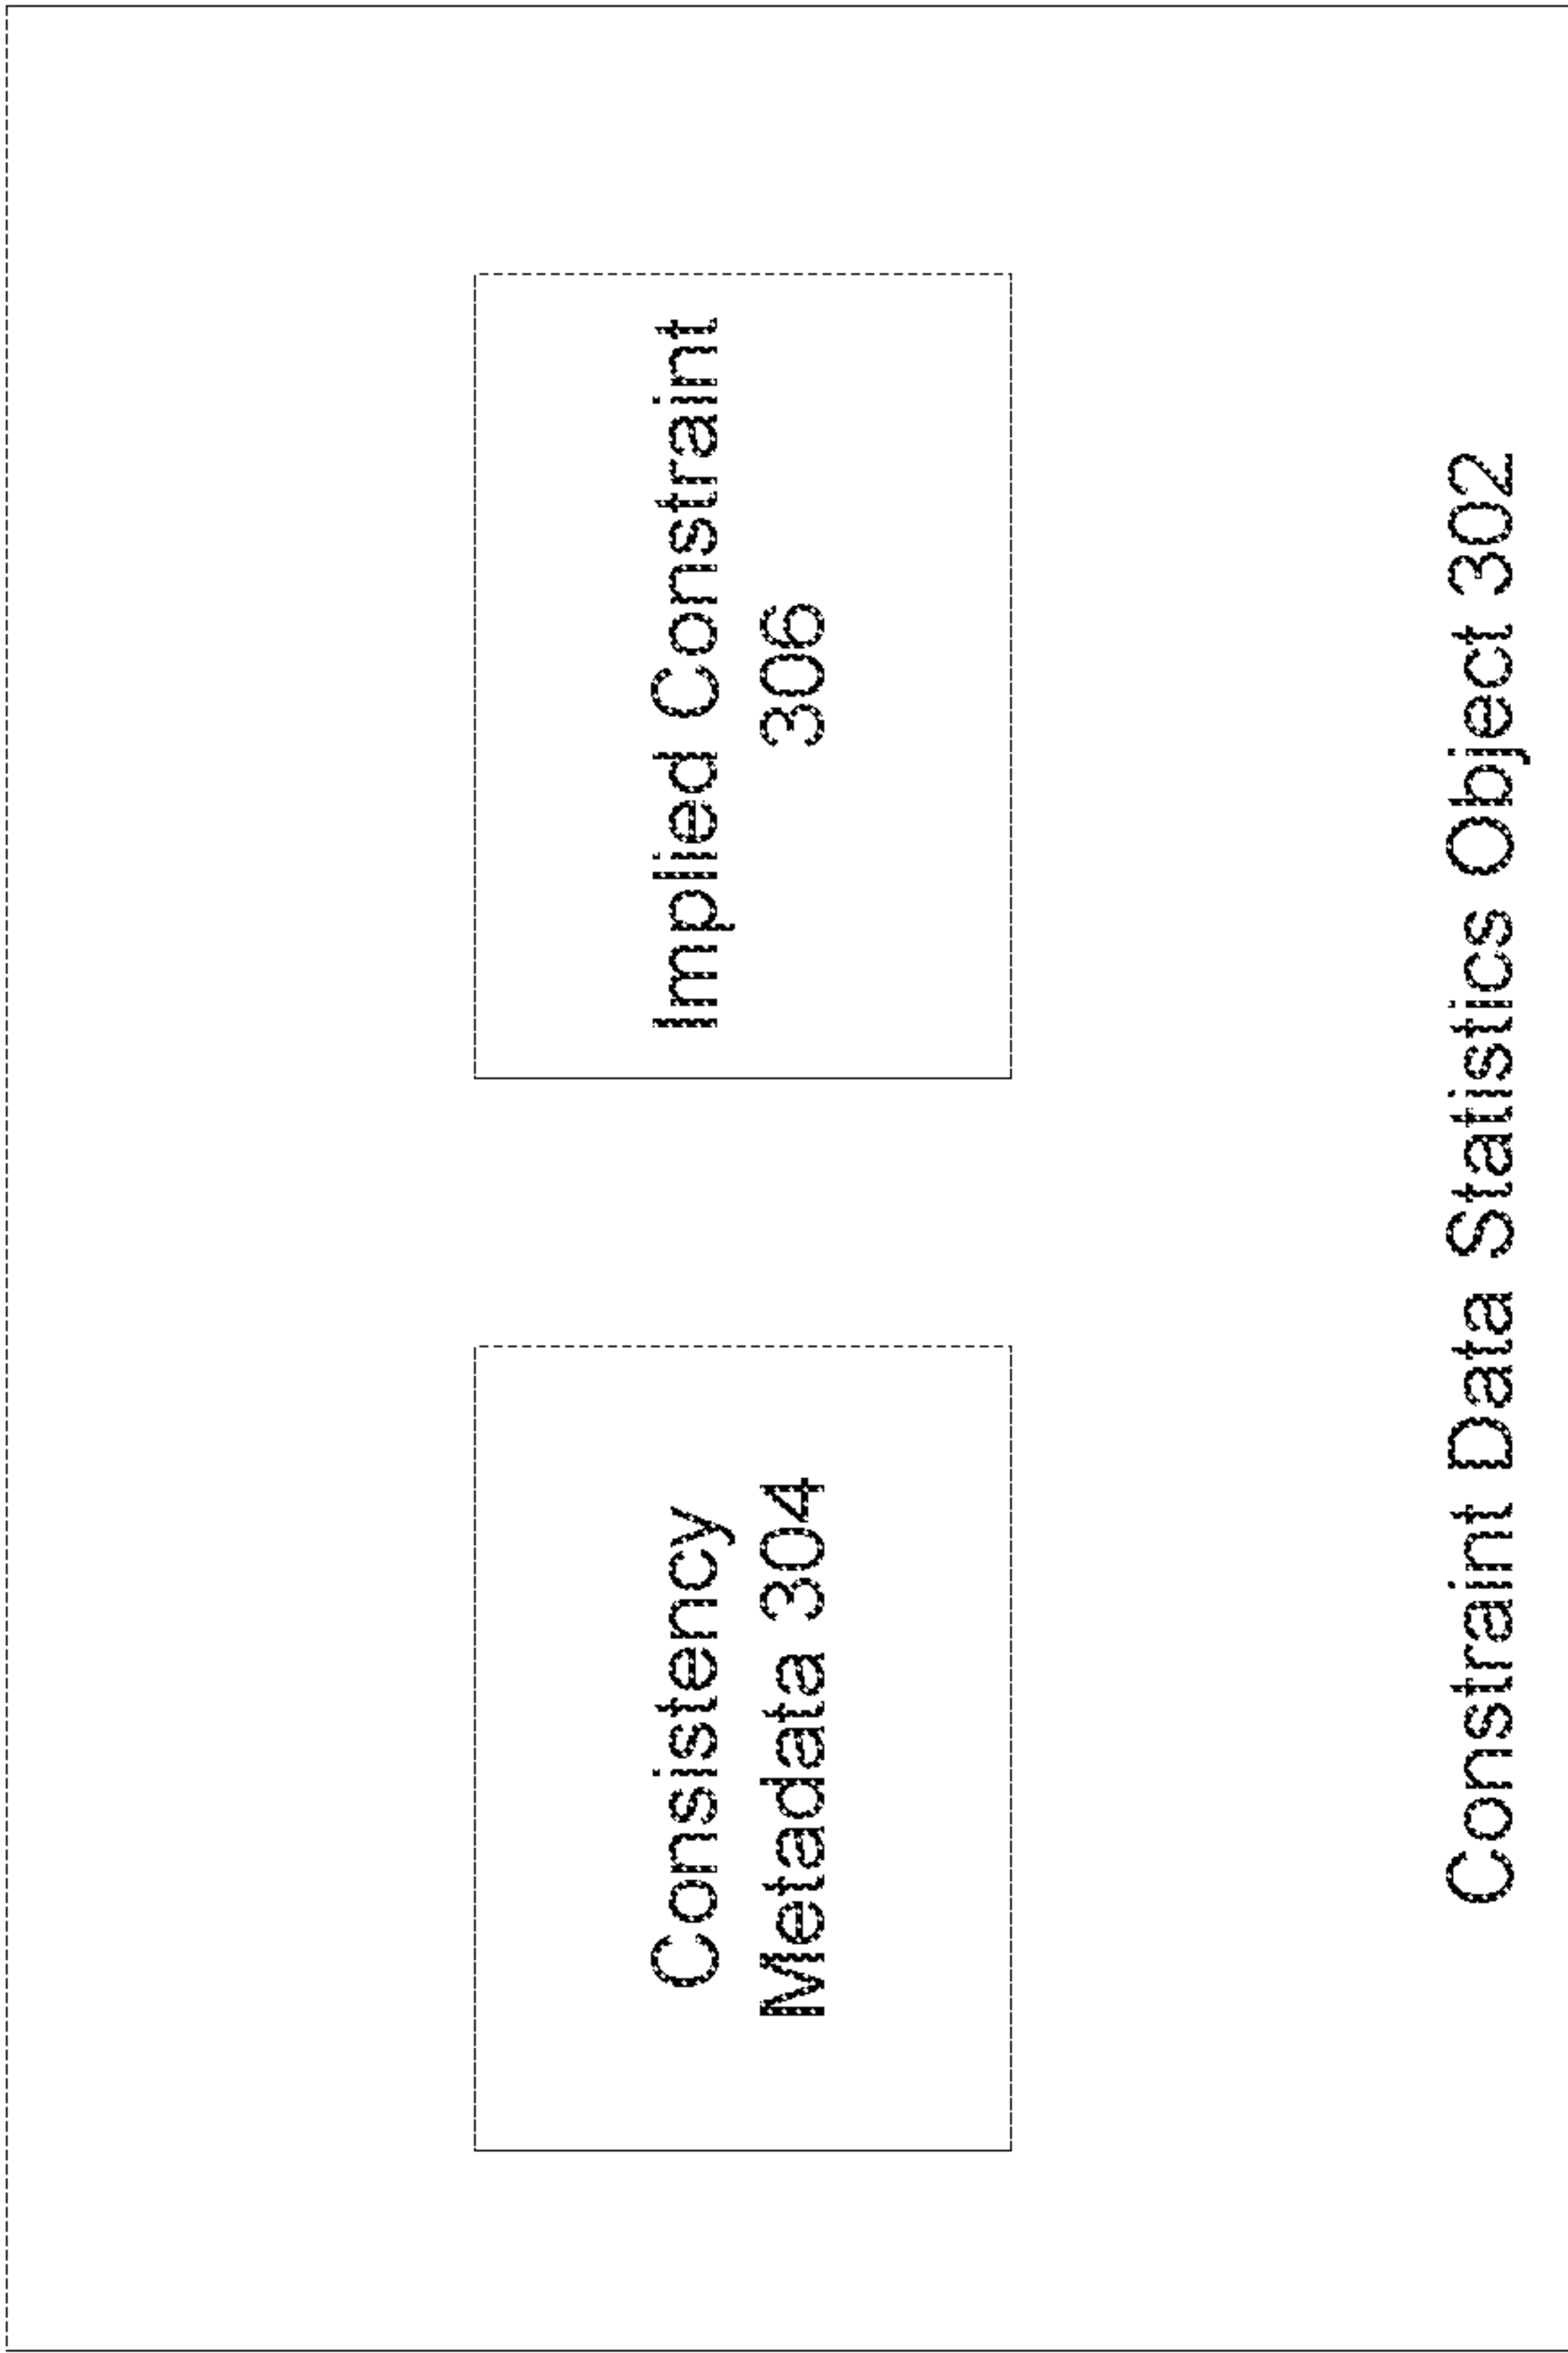 Consistency
Metadata 304
Implied Constraint
306
Constraint Data Statistics Object 302